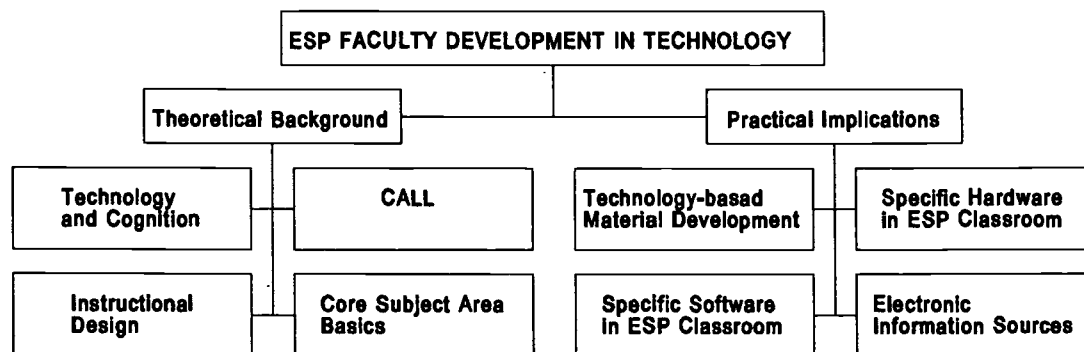 ESP FACULTY DEVELOPMENT IN TECHNOLOGY
Theoretical Background
Practical Implications
Technology
and Cognition
CALL
Technology-basad
Material Development
Specific Hardware
in ESP Classroom
Instructional
Design
Core Subject Area
Basics
Specific Software
in ESP Classroom
Electronic
Information Sources